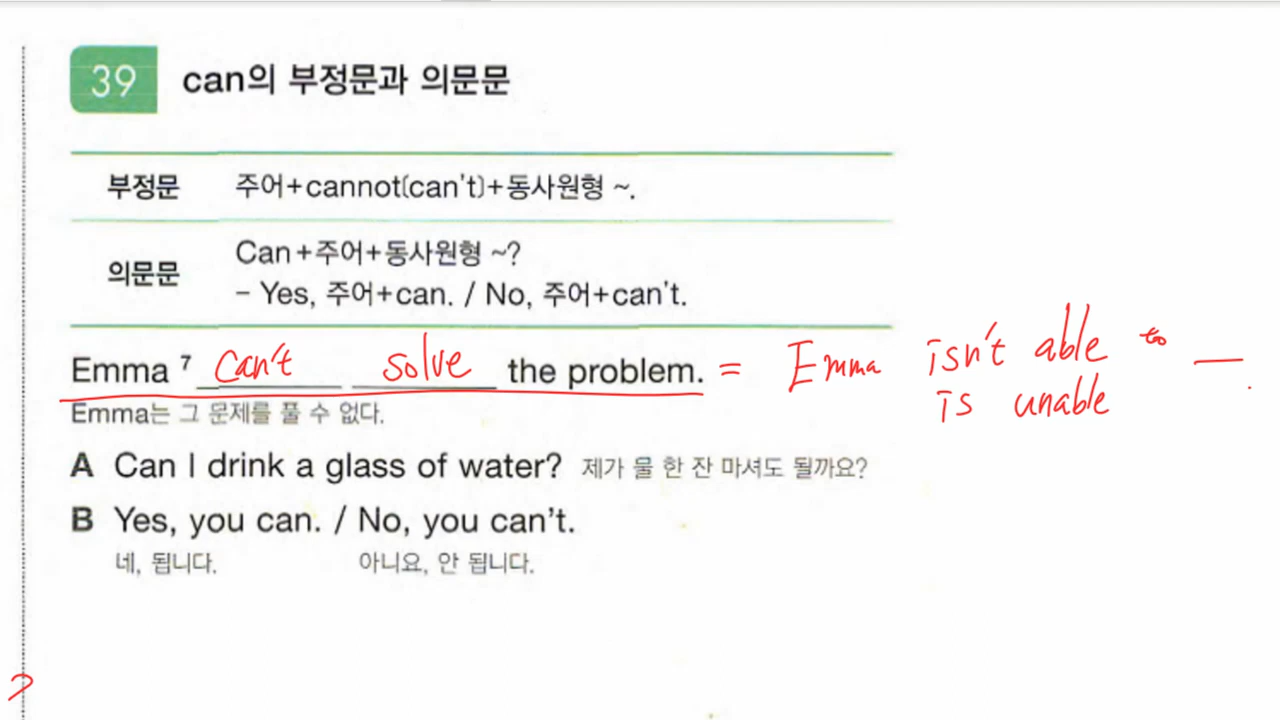 39 can의 부정문과 의문문
부정문 주어+cannot(can't)+동사원형 ~.
의문문 Can+주어+동사원형 ~?
– Yes, 주어+can. / No, 주어+can't.
Emma 7 can't solve the problem. = Emma isn't able to
is unable
Emma는 그 문제를 풀 수 없다.
A Can I drink a glass of water? 제가 물 한 잔 마셔도 될까요?
B Yes, you can. / No, you can't.
네, 됩니다. 아니요, 안 됩니다.